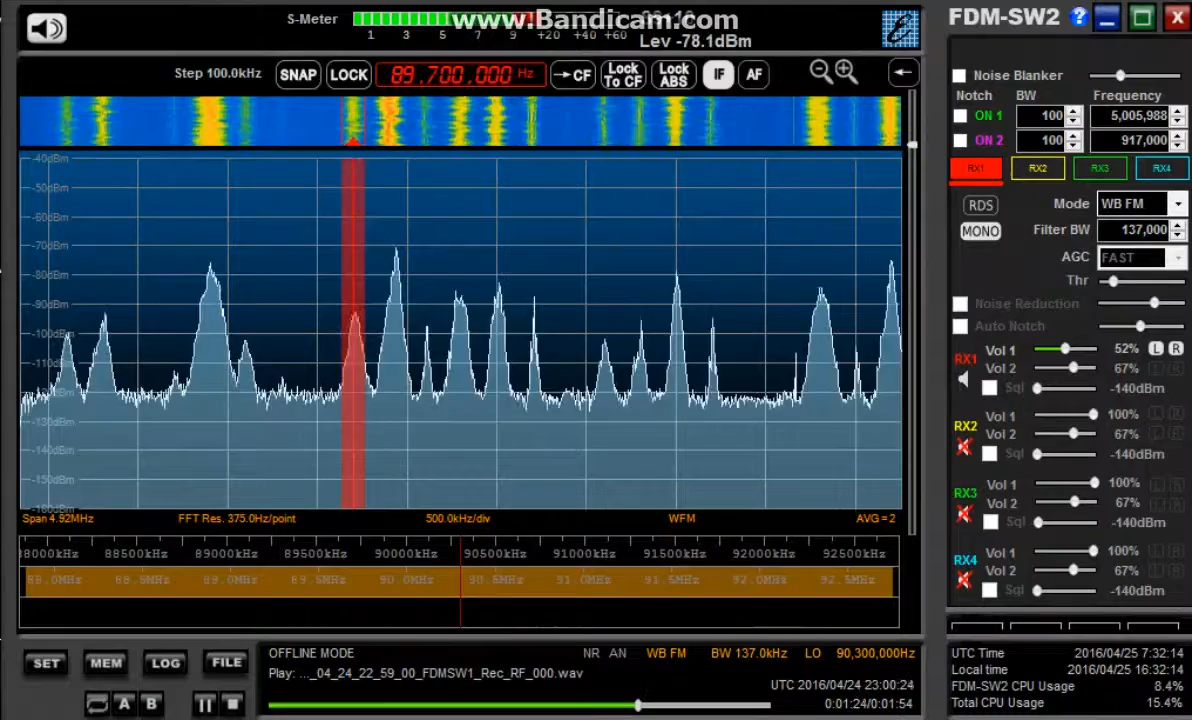 S-Meter
www.Bandicam.com
1 3 5 7 9 +20 +40 +60
Lev -78.1dBm
FDM-SW2
Step 100.0kHz
SNAP
LOCK
89.700.000 Hz
→CF
Lock To CF
Lock ABS
IF
AF
-40dBm
-50dBm
-60dBm
-70dBm
-80dBm
-90dBm
-100dBm
-110dBm
-120dBm
-130dBm
-140dBm
-150dBm
-160dBm
Span 4.92MHz FFT Res. 375.0Hz/point 500.0kHz/div WFM AVG=2
88500kHz 89000kHz 89500kHz 90000kHz 90500kHz 91000kHz 91500kHz 92000kHz 92500kHz
88.0MHz 88.5MHz 89.0MHz 89.5MHz 90.0MHz 90.5MHz 91.0MHz 91.5MHz 92.0MHz 92.5MHz
SET
MEM
LOG
FILE
A
B
OFFLINE MODE NR AN WB FM BW 137.0kHz LO 90,300,000Hz
Play: ..._04_24_22_59_00_FDMSW1_Rec_RF_000.wav
UTC 2016/04/24 23:00:24
0:01:24/0:01:54
Noise Blanker
Notch BW Frequency
ON 1 100 5,005,988
ON 2 100 917,000
RX1 RX2 RX3 RX4
RDS Mode WB FM
MONO Filter BW 137,000
AGC FAST
Thr
Noise Reduction
Auto Notch
RX1
Vol 1 52% L R
Vol 2 67% L R
Sql -140dBm
RX2
Vol 1 100% L R
Vol 2 67% L R
Sql -140dBm
RX3
Vol 1 100% L R
Vol 2 67% L R
Sql -140dBm
RX4
Vol 1 100% L R
Vol 2 67% L R
Sql -140dBm
UTC Time 2016/04/25 7:32:14
Local time 2016/04/25 16:32:14
FDM-SW2 CPU Usage 8.4%
Total CPU Usage 15.4%